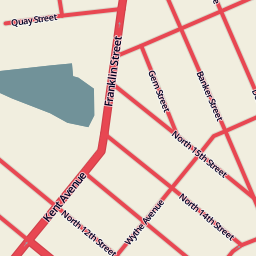 Quay Street
Franklin Street
Gem Street
Banker Street
North 15th Street
Kent Avenue
Wythe Avenue
North 14th Street
North 12th Street